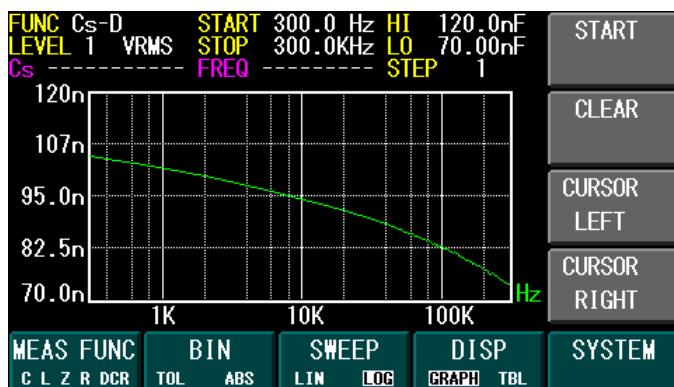 FUNC Cs-D START 300.0 Hz HI 120.0nF
LEVEL 1 VRMS STOP 300.0KHz LO 70.00nF
Cs ----------- FREQ ---------- STEP 1
START
CLEAR
CURSOR
LEFT
CURSOR
RIGHT
120n
107n
95.0n
82.5n
70.0n
Hz
1K 10K 100K
MEAS FUNC BIN SWEEP DISP SYSTEM
C L Z R DCR TOL ABS LIN LOG GRAPH TBL